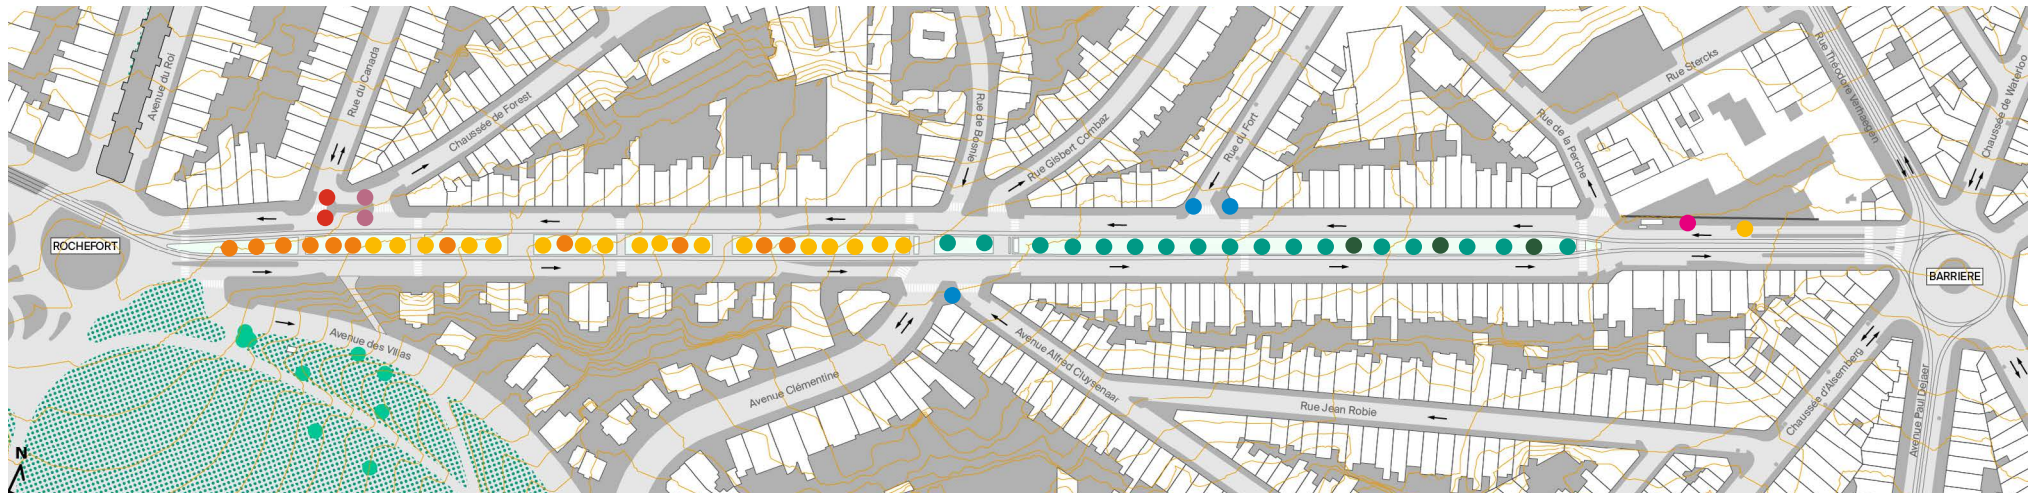 Avenue du Roi
Rue du Canada
Chaussée de Forest
Rue de Bosnie
Rue Gisbert Combaz
Rue du Fort
Rue de la Perche
Rue Stercks
Rue Théodore Verhaegen
Chaussée de Waterloo
ROCHEFORT
BARRIERE
Avenue des Villas
Avenue Clémentine
Avenue Alfred Cluysenaar
Rue Jean Robie
Chaussée d'Alsemberg
Avenue Paul Dejaer
N